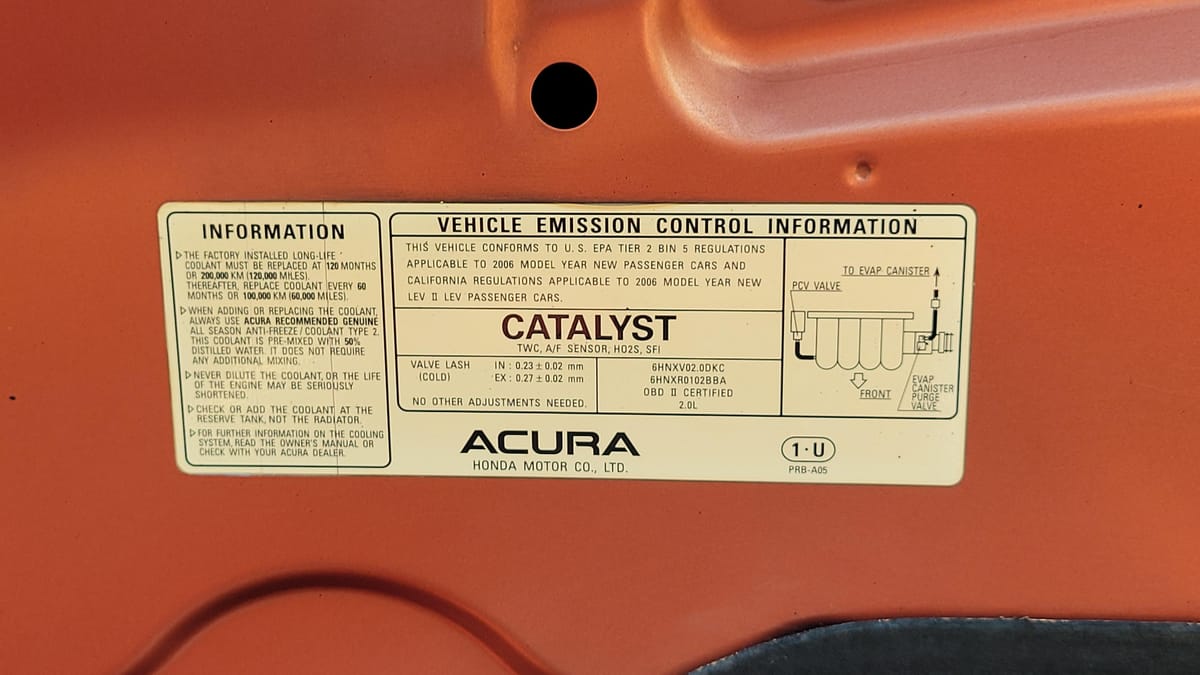 INFORMATION
▷THE FACTORY INSTALLED LONG-LIFE
COOLANT MUST BE REPLACED AT 120 MONTHS
OR 200,000 KM (120,000 MILES).
THEREAFTER, REPLACE COOLANT EVERY 60
MONTHS OR 100,000 KM (60,000 MILES).
▷WHEN ADDING OR REPLACING THE COOLANT,
ALWAYS USE ACURA RECOMMENDED GENUINE
ALL SEASON ANTI-FREEZE/COOLANT TYPE 2.
THIS COOLANT IS PRE-MIXED WITH 50%
DISTILLED WATER. IT DOES NOT REQUIRE
ANY ADDITIONAL MIXING.
▷NEVER DILUTE THE COOLANT, OR THE LIFE
OF THE ENGINE MAY BE SERIOUSLY
SHORTENED.
▷CHECK OR ADD THE COOLANT AT THE
RESERVE TANK, NOT THE RADIATOR.
▷FOR FURTHER INFORMATION ON THE COOLING
SYSTEM, READ THE OWNER'S MANUAL OR
CHECK WITH YOUR ACURA DEALER.
VEHICLE EMISSION CONTROL INFORMATION
THIS VEHICLE CONFORMS TO U.S. EPA TIER 2 BIN 5 REGULATIONS
APPLICABLE TO 2006 MODEL YEAR NEW PASSENGER CARS AND
CALIFORNIA REGULATIONS APPLICABLE TO 2006 MODEL YEAR NEW
LEV II LEV PASSENGER CARS.
CATALYST
TWC, A/F SENSOR, HO2S, SFI
VALVE LASH IN : 0.23 ± 0.02 mm
(COLD) EX : 0.27 ± 0.02 mm
NO OTHER ADJUSTMENTS NEEDED.
6HNXV02.0DKC
6HNXR0102BBA
OBD II CERTIFIED
2.0L
TO EVAP CANISTER
PCV VALVE
FRONT
EVAP
CANISTER
PURGE
VALVE
ACURA
HONDA MOTOR CO., LTD.
1·U
PRB-A05